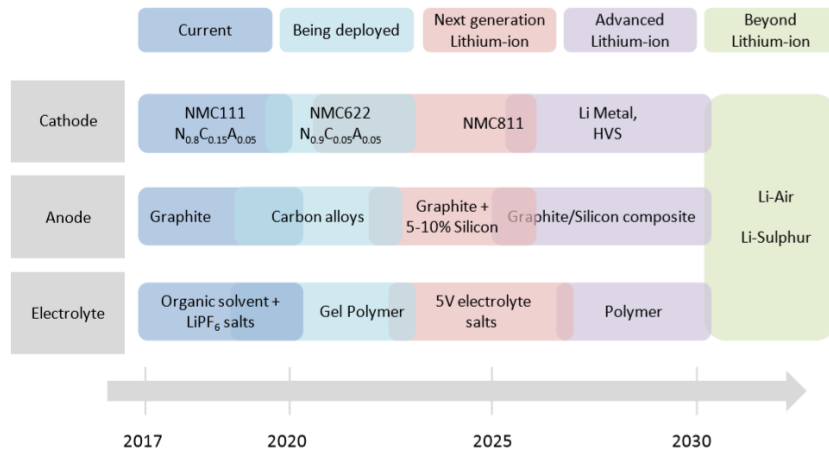 Current
Being deployed
Next generation
Lithium-ion
Advanced
Lithium-ion
Beyond
Lithium-ion
Cathode
NMC111
N₀.₈C₀.₁₅A₀.₀₅
NMC622
N₀.₉C₀.₀₅A₀.₀₅
NMC811
Li Metal,
HVS
Anode
Graphite
Carbon alloys
Graphite +
5-10% Silicon
Graphite/Silicon composite
Li-Air
Li-Sulphur
Electrolyte
Organic solvent +
LiPF₆ salts
Gel Polymer
5V electrolyte
salts
Polymer
2017
2020
2025
2030